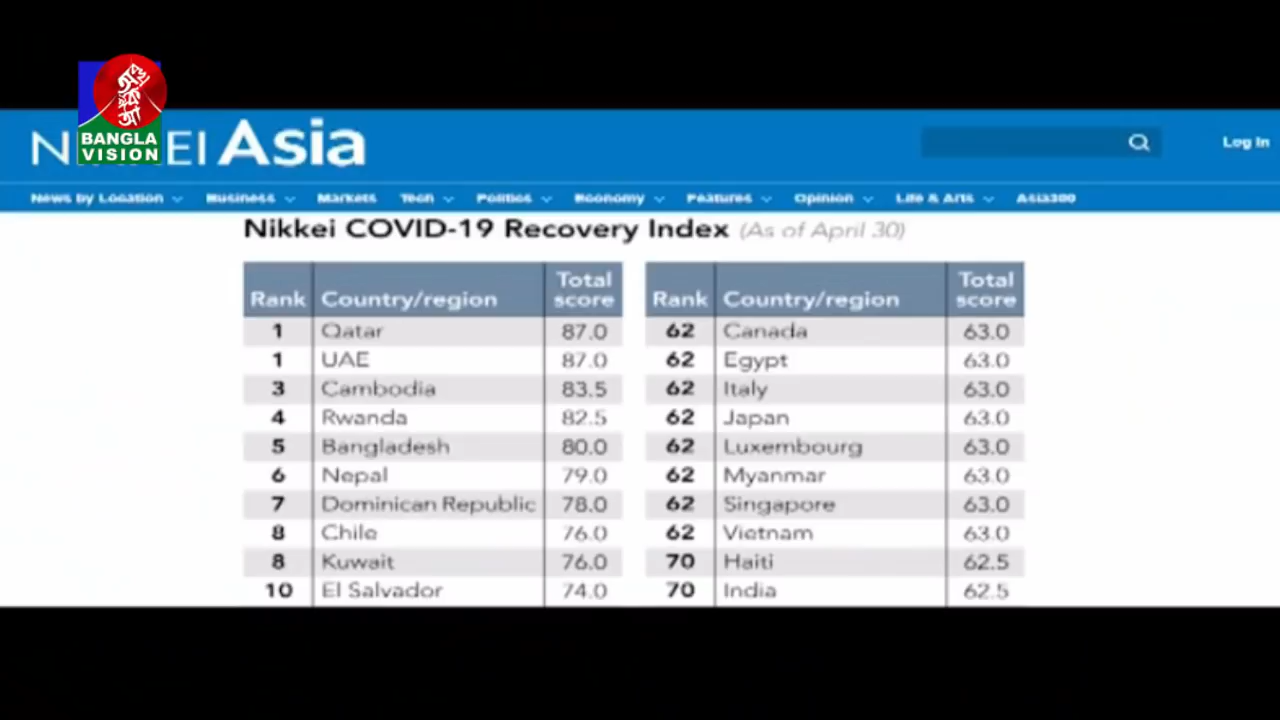 BANGLA
VISION
NIKKEI Asia
Log In
News by Location Business Markets Tech Politics Economy Features Opinion Life & Arts Asia300
Nikkei COVID-19 Recovery Index (As of April 30)
Rank Country/region Total score Rank Country/region Total score
1 Qatar 87.0 62 Canada 63.0
1 UAE 87.0 62 Egypt 63.0
3 Cambodia 83.5 62 Italy 63.0
4 Rwanda 82.5 62 Japan 63.0
5 Bangladesh 80.0 62 Luxembourg 63.0
6 Nepal 79.0 62 Myanmar 63.0
7 Dominican Republic 78.0 62 Singapore 63.0
8 Chile 76.0 62 Vietnam 63.0
8 Kuwait 76.0 70 Haiti 62.5
10 El Salvador 74.0 70 India 62.5